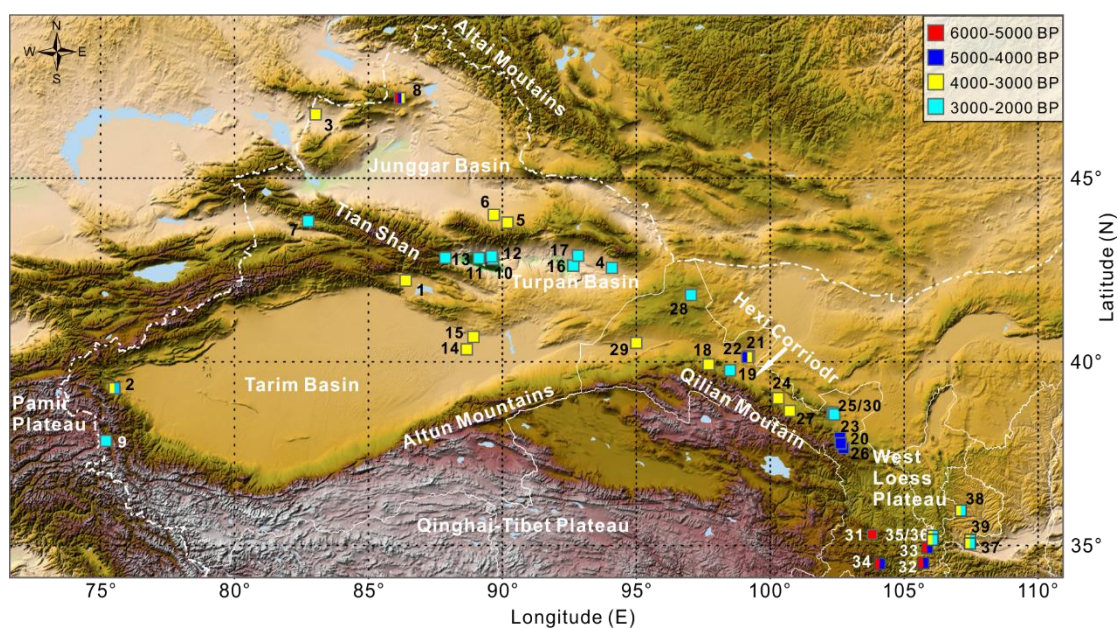 N
W E
S
Altai Moutains
6000-5000 BP
5000-4000 BP
4000-3000 BP
3000-2000 BP
8
3
Junggar Basin
45°
6
5
7
Tian Shan
13
12
17
11
10
16
4
Turpan Basin
1
28
Hexi Corriodr
15
14
29
18
22
21
40°
19
Tarim Basin
2
Qilian Moutain
24
27
25/30
Pamir
Plateau
Altun Mountains
23
20
26
9
West
Loess
Plateau
38
Qinghai-Tibet Plateau
31
35/36
39
33
37
35°
34
32
Latitude (N)
75°
80°
85°
90°
95°
100°
105°
110°
Longitude (E)